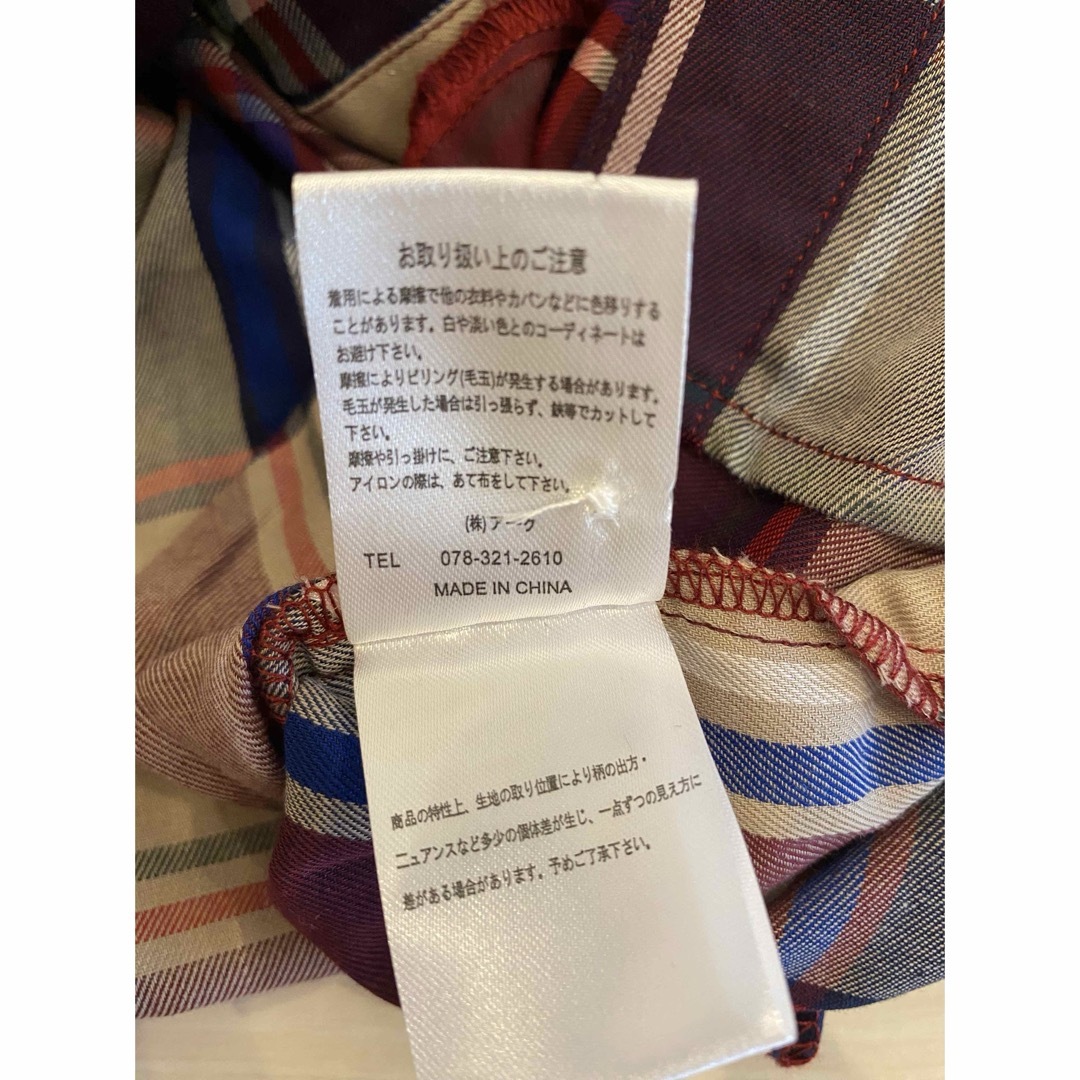 お取り扱い上のご注意
着用による摩擦で他の衣料やカバンなどに色移りする
ことがあります。白や淡い色とのコーディネートは
お避け下さい。
摩擦によりピリング(毛玉)が発生する場合があります。
毛玉が発生した場合は引っ張らず、鋏等でカットして
下さい。
摩擦や引っ掛けに、ご注意下さい。
アイロンの際は、あて布をして下さい。
(株)アーク
TEL 078-321-2610
MADE IN CHINA
商品の特性上、生地の取り位置により柄の出方・
ニュアンスなど多少の個体差が生じ、一点ずつの見え方に
差がある場合があります。予めご了承下さい。